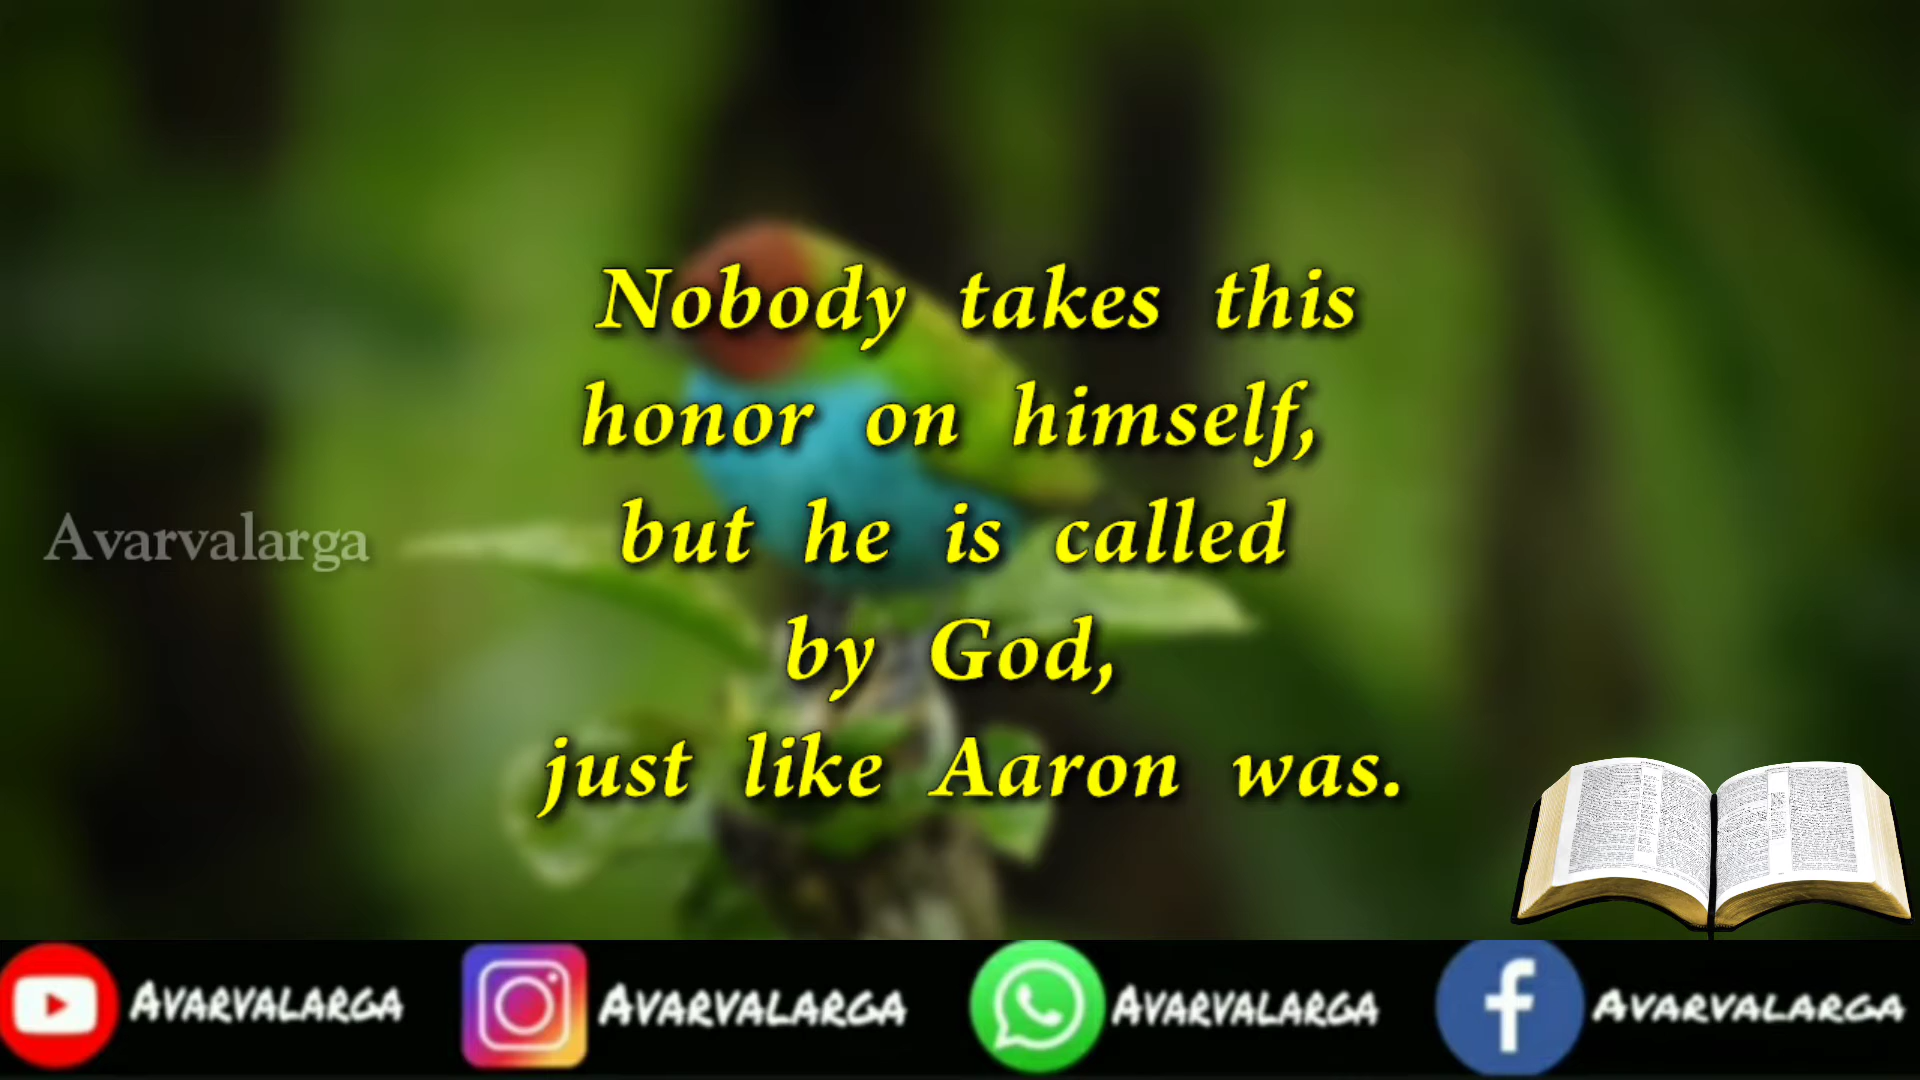 Nobody takes this
honor on himself,
but he is called
by God,
just like Aaron was.
Avarvalarga
AVARVALARGA
AVARVALARGA
AVARVALARGA
AVARVALARGA